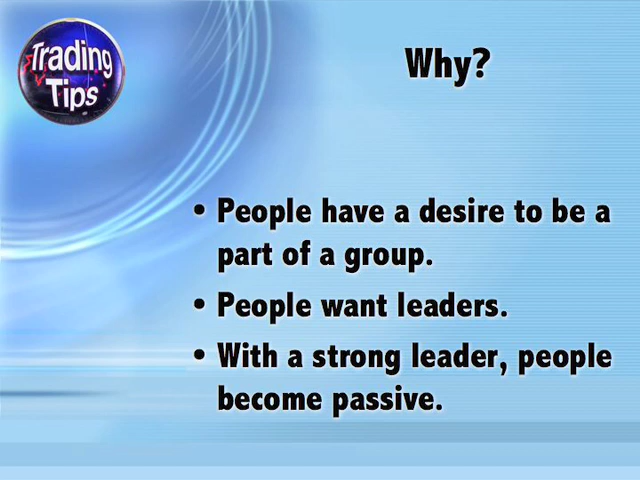 Trading
Tips
Why?
• People have a desire to be a
part of a group.
• People want leaders.
• With a strong leader, people
become passive.